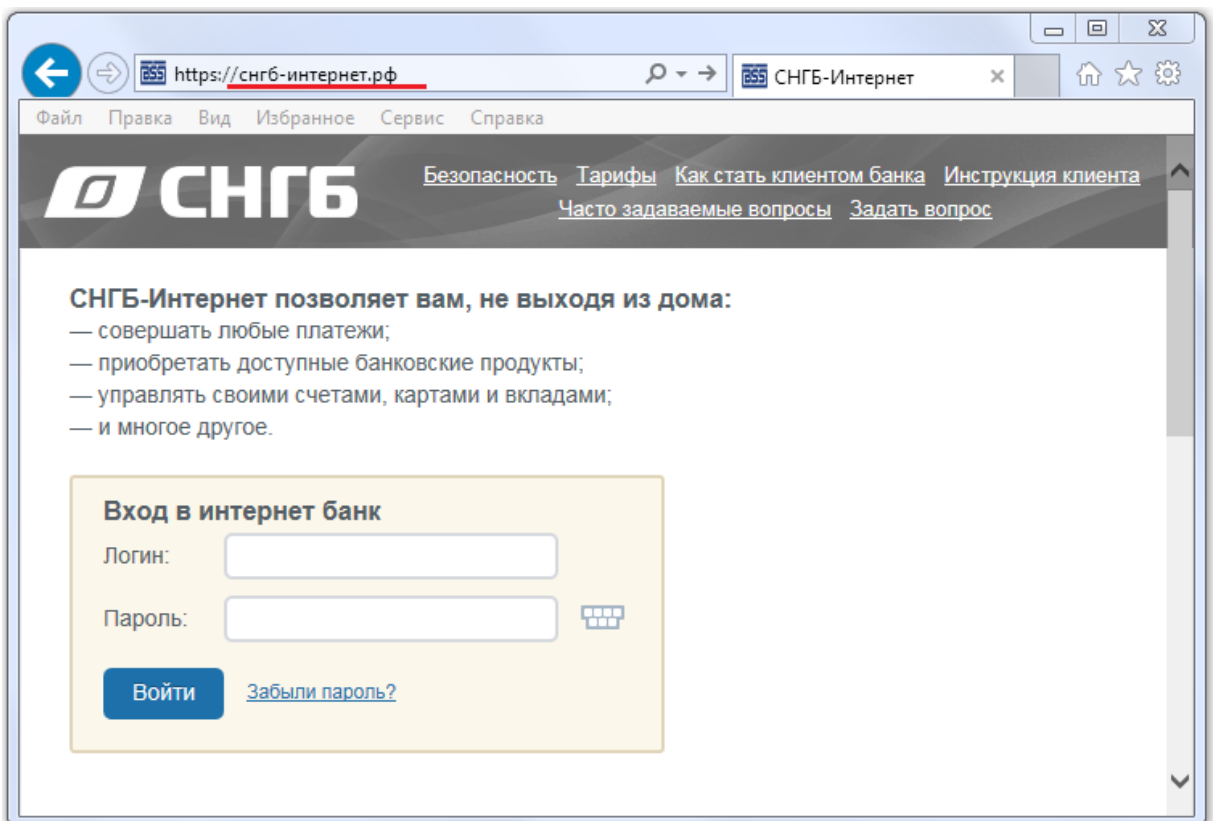 https://снгб-интернет.рф
BSS СНГБ-Интернет
Файл Правка Вид Избранное Сервис Справка
СНГБ
Безопасность Тарифы Как стать клиентом банка Инструкция клиента
Часто задаваемые вопросы Задать вопрос
СНГБ-Интернет позволяет вам, не выходя из дома:
— совершать любые платежи;
— приобретать доступные банковские продукты;
— управлять своими счетами, картами и вкладами;
— и многое другое.
Вход в интернет банк
Логин:
Пароль:
Войти Забыли пароль?